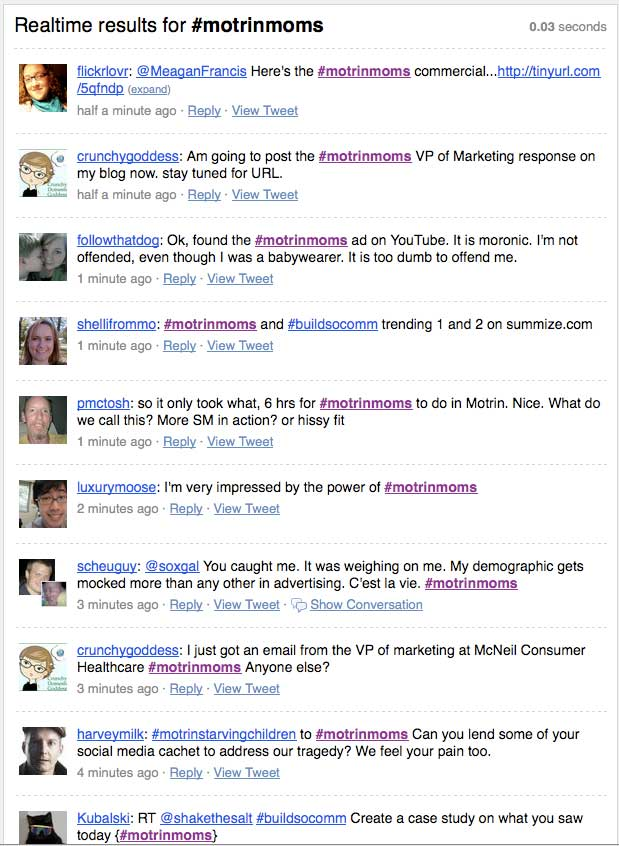 Realtime results for #motrinmoms
0.03 seconds
flickrlovr: @MeaganFrancis Here's the #motrinmoms commercial...http://tinyurl.com
/5qfndp (expand)
half a minute ago · Reply · View Tweet
crunchygoddess: Am going to post the #motrinmoms VP of Marketing response on
my blog now. stay tuned for URL.
half a minute ago · Reply · View Tweet
followthatdog: Ok, found the #motrinmoms ad on YouTube. It is moronic. I'm not
offended, even though I was a babywearer. It is too dumb to offend me.
1 minute ago · Reply · View Tweet
shellifrommo: #motrinmoms and #buildsocomm trending 1 and 2 on summize.com
1 minute ago · Reply · View Tweet
pmctosh: so it only took what, 6 hrs for #motrinmoms to do in Motrin. Nice. What do
we call this? More SM in action? or hissy fit
1 minute ago · Reply · View Tweet
luxurymoose: I'm very impressed by the power of #motrinmoms
2 minutes ago · Reply · View Tweet
scheuguy: @soxgal You caught me. It was weighing on me. My demographic gets
mocked more than any other in advertising. C'est la vie. #motrinmoms
3 minutes ago · Reply · View Tweet · Show Conversation
crunchygoddess: I just got an email from the VP of marketing at McNeil Consumer
Healthcare #motrinmoms Anyone else?
3 minutes ago · Reply · View Tweet
harveymilk: #motrinstarvingchildren to #motrinmoms Can you lend some of your
social media cachet to address our tragedy? We feel your pain too.
4 minutes ago · Reply · View Tweet
Kubalski: RT @shakethesalt #buildsocomm Create a case study on what you saw
today {#motrinmoms}